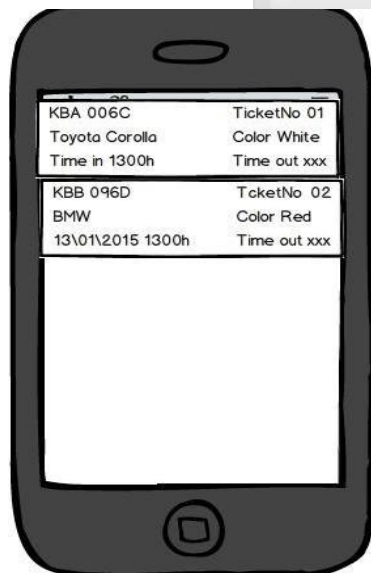 KBA 006C TicketNo 01
Toyota Corolla Color White
Time in 1300h Time out xxx
KBB 096D TcketNo 02
BMW Color Red
13\01\2015 1300h Time out xxx